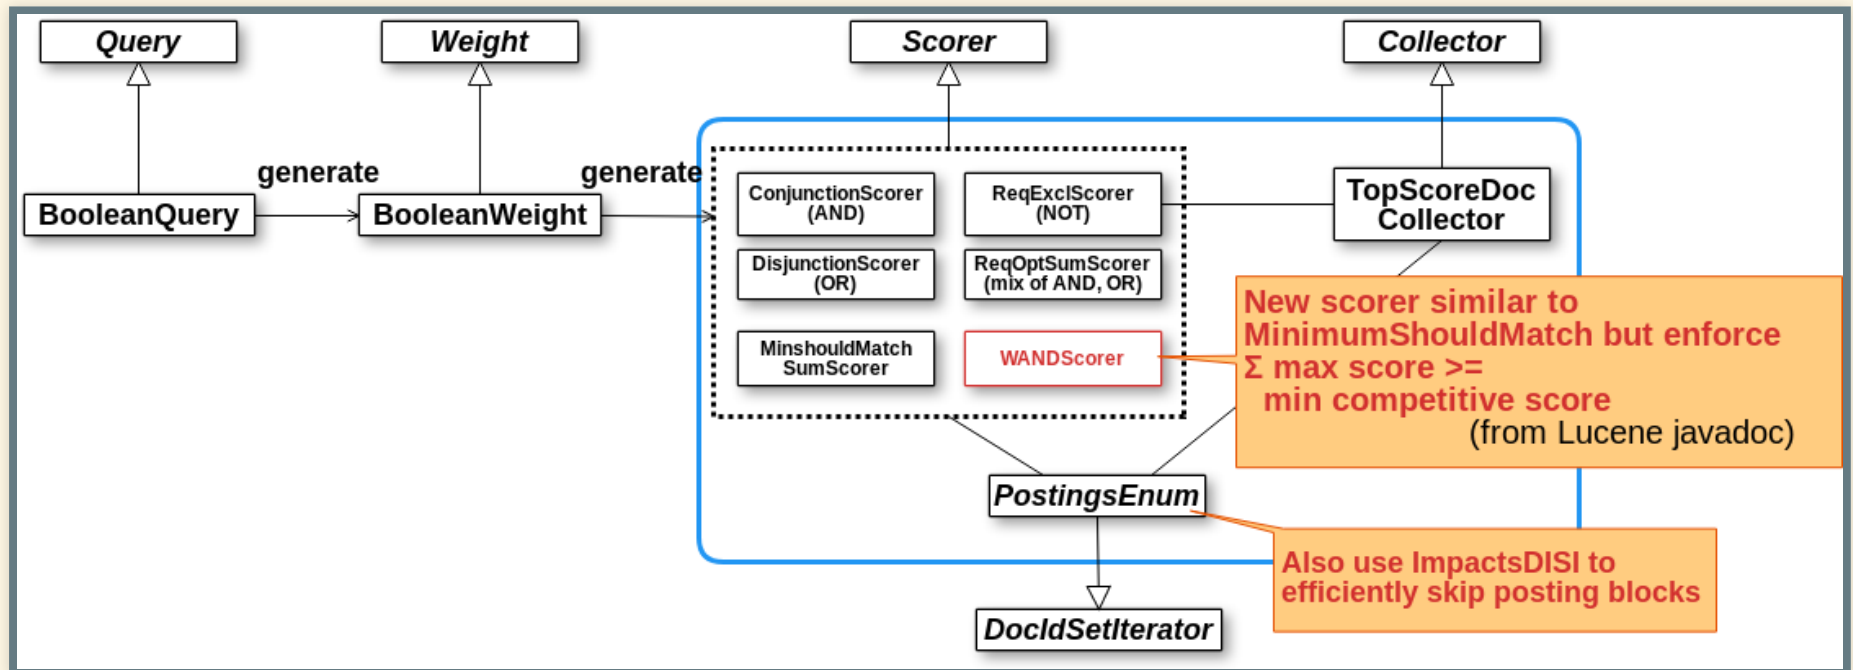 Query
Weight
Scorer
Collector
generate
generate
BooleanQuery
BooleanWeight
ConjunctionScorer
(AND)
ReqExclScorer
(NOT)
TopScoreDoc
Collector
DisjunctionScorer
(OR)
ReqOptSumScorer
(mix of AND, OR)
MinshouldMatch
SumScorer
WANDScorer
New scorer similar to
MinimumShouldMatch but enforce
Σ max score >=
min competitive score
(from Lucene javadoc)
PostingsEnum
Also use ImpactsDISI to
efficiently skip posting blocks
DocIdSetIterator